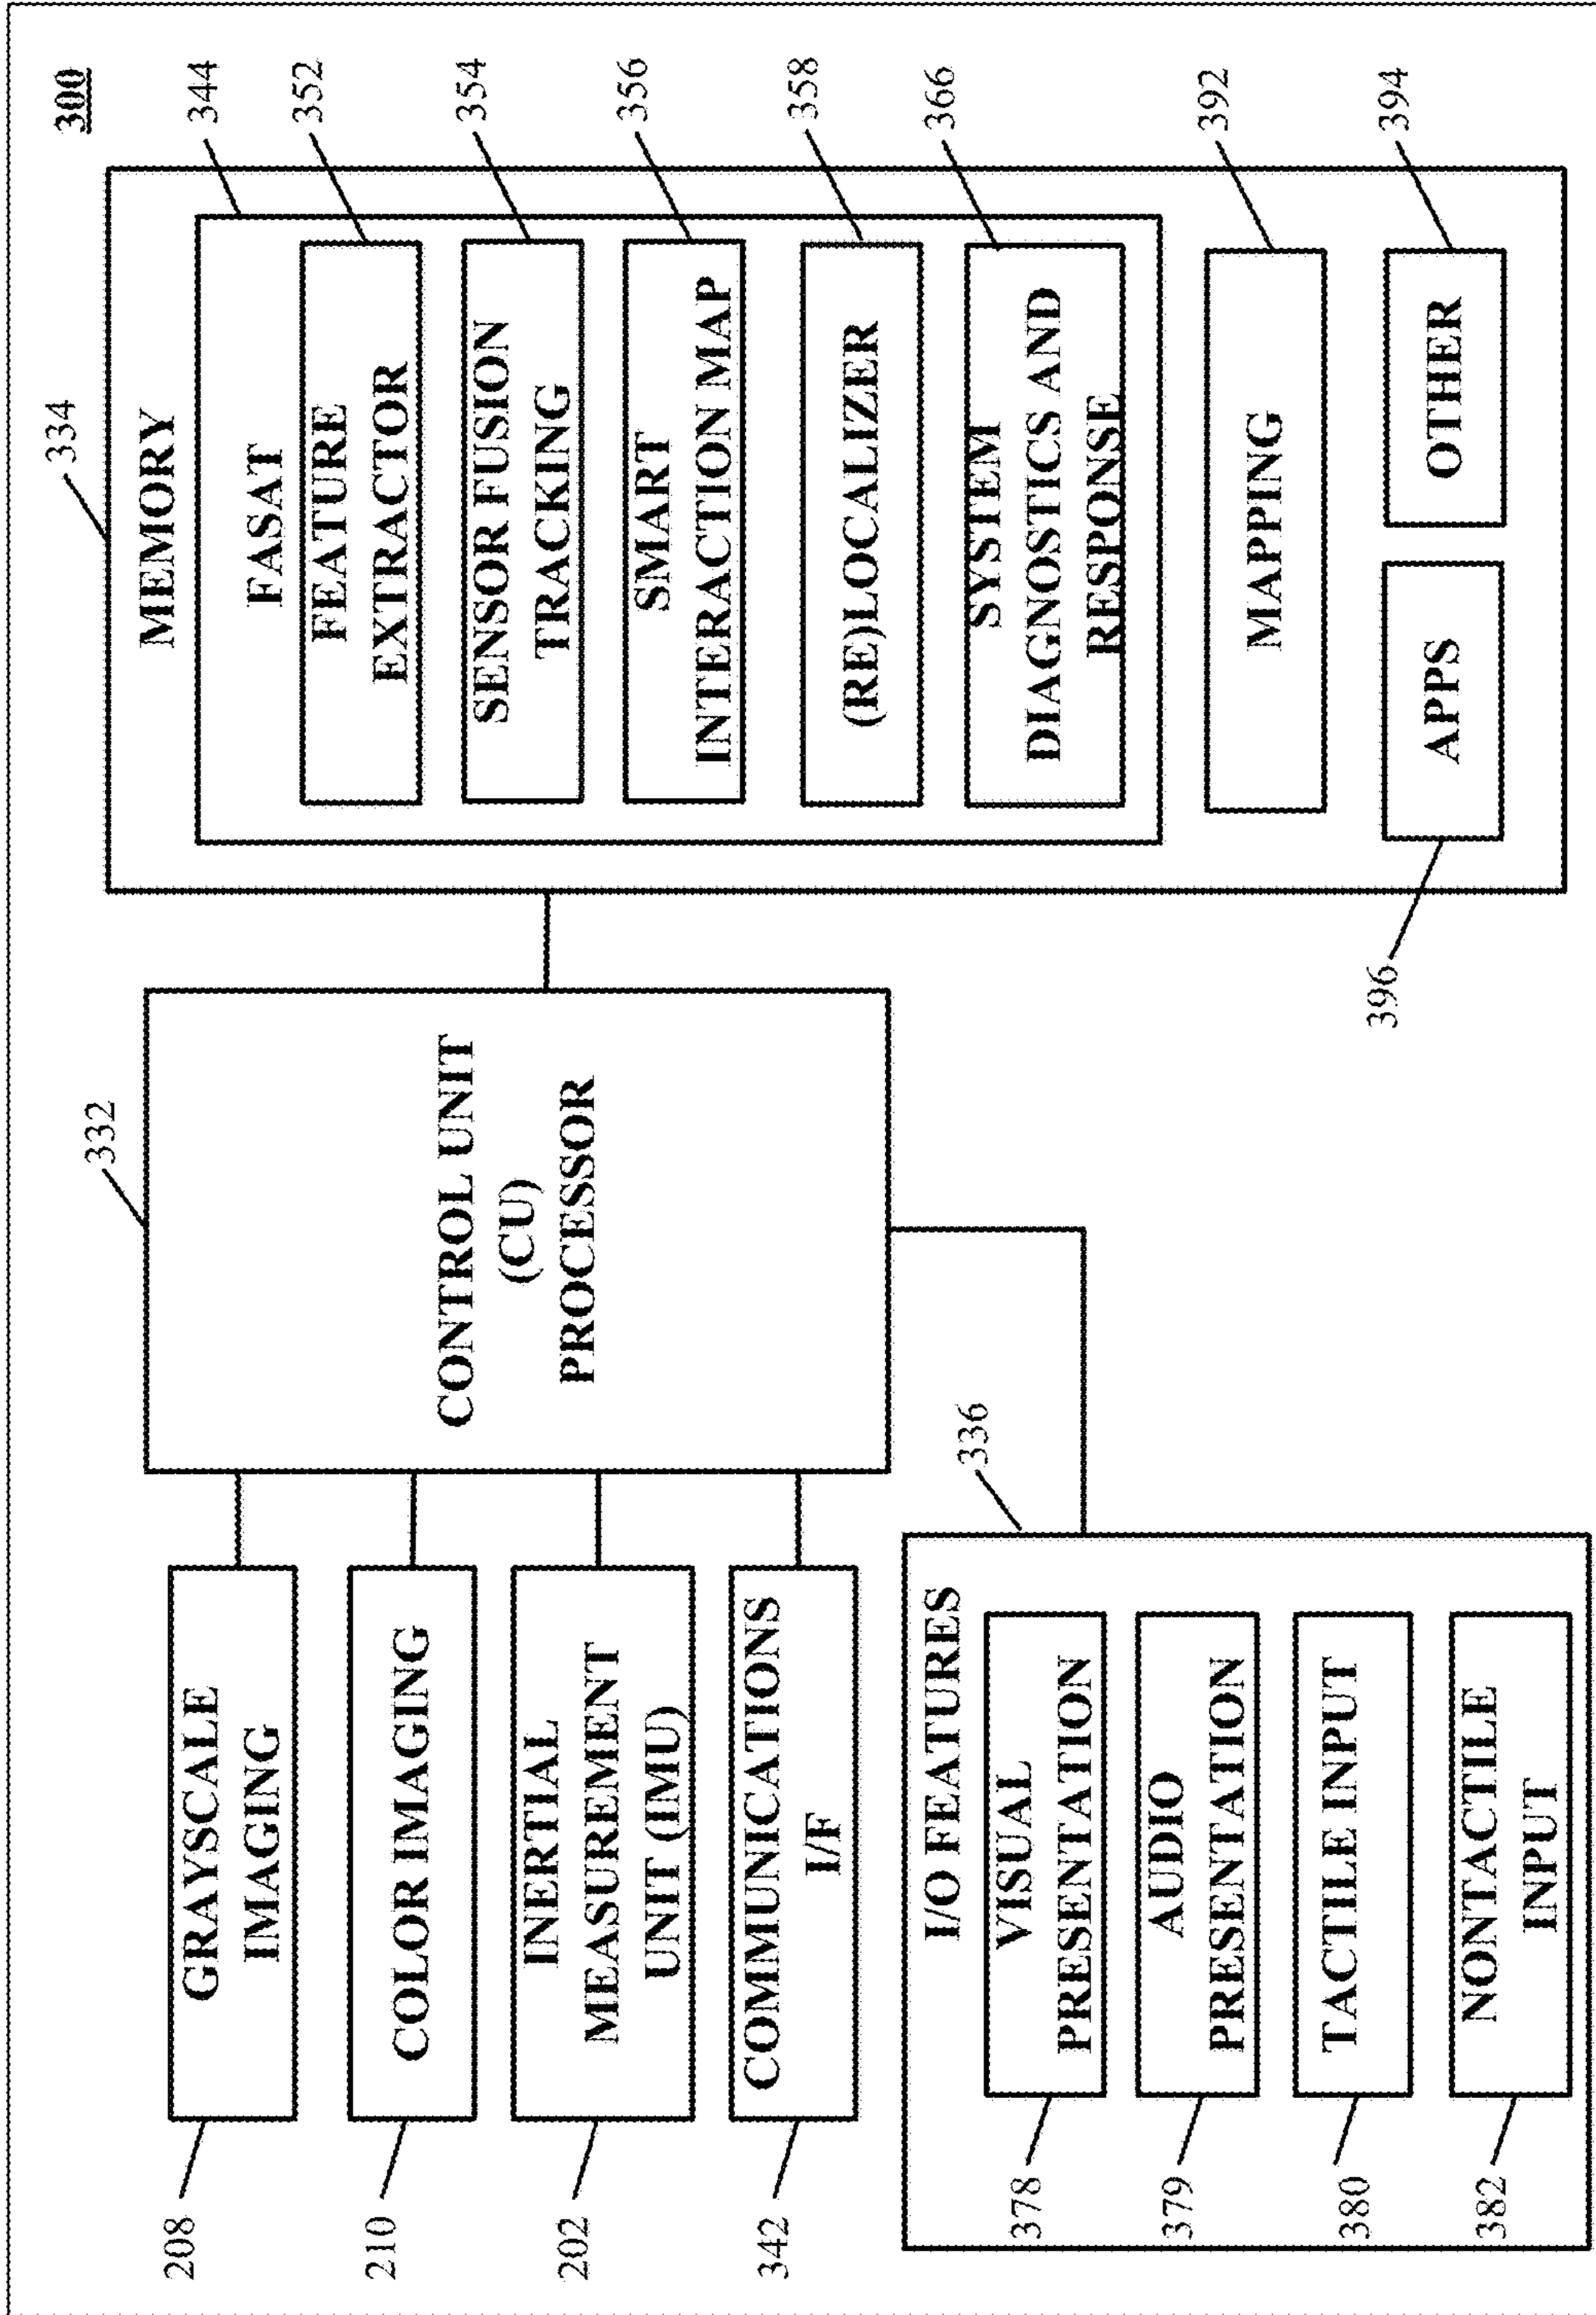 300
334
MEMORY
344
FASAT
FEATURE
EXTRACTOR
352
SENSOR FUSION
TRACKING
354
SMART
INTERACTION MAP
356
(RE)LOCALIZER
358
SYSTEM
DIAGNOSTICS AND
RESPONSE
366
MAPPING
392
APPS
396
OTHER
394
332
CONTROL UNIT
(CU)
PROCESSOR
208
GRAYSCALE
IMAGING
210
COLOR IMAGING
202
INERTIAL
MEASUREMENT
UNIT (IMU)
342
COMMUNICATIONS
I/F
336
I/O FEATURES
378
VISUAL
PRESENTATION
379
AUDIO
PRESENTATION
380
TACTILE INPUT
382
NONTACTILE
INPUT